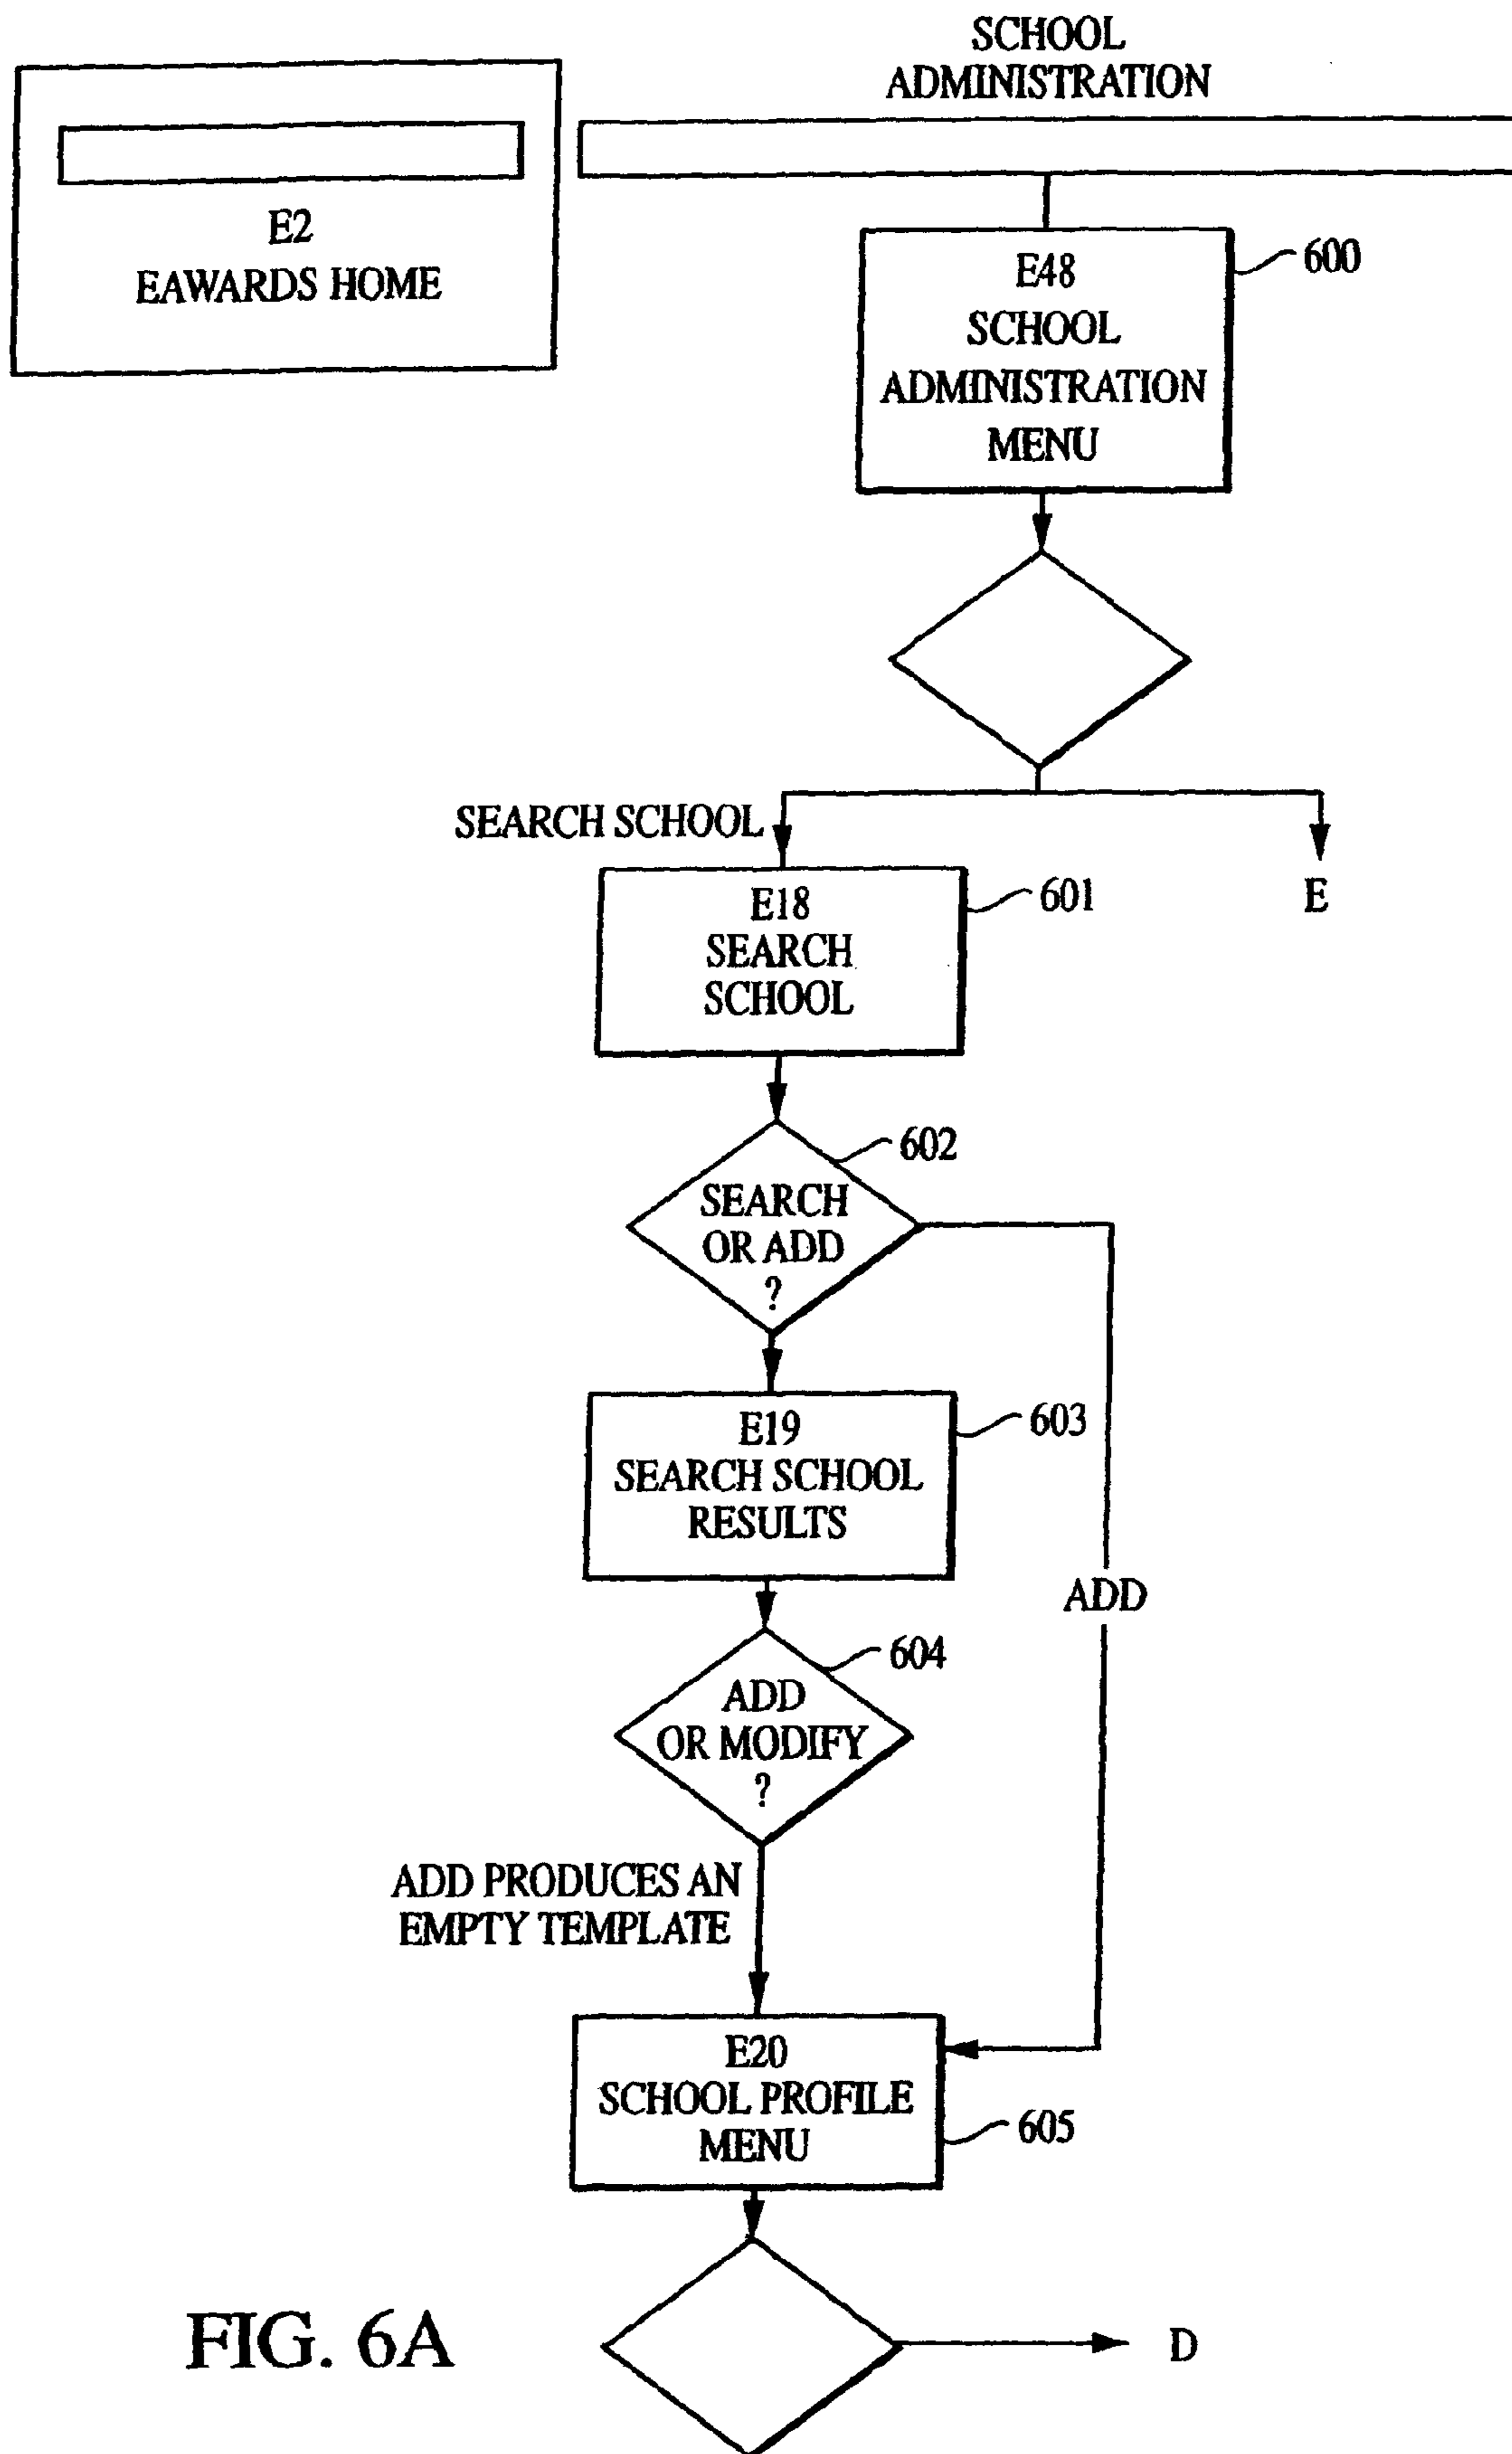 SCHOOL
ADMINISTRATION
E2
EAWARDS HOME
E48
SCHOOL
ADMINISTRATION
MENU
600
SEARCH SCHOOL
E
E18
SEARCH
SCHOOL
601
602
SEARCH
OR ADD
?
E19
SEARCH SCHOOL
RESULTS
603
ADD
604
ADD
OR MODIFY
?
ADD PRODUCES AN
EMPTY TEMPLATE
E20
SCHOOL PROFILE
MENU
605
D
FIG. 6A